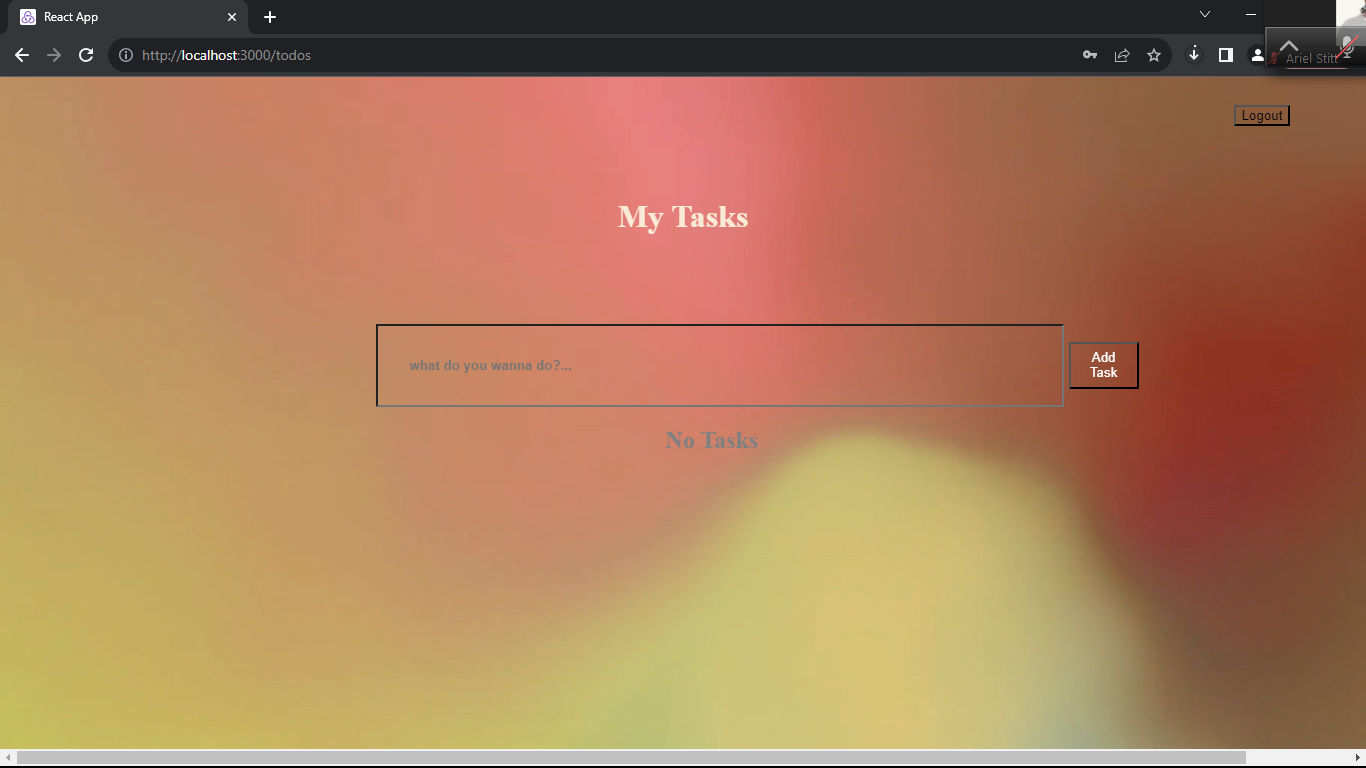 React App
http://localhost:3000/todos
Ariel Stitt
Logout
My Tasks
what do you wanna do?...
Add
Task
No Tasks